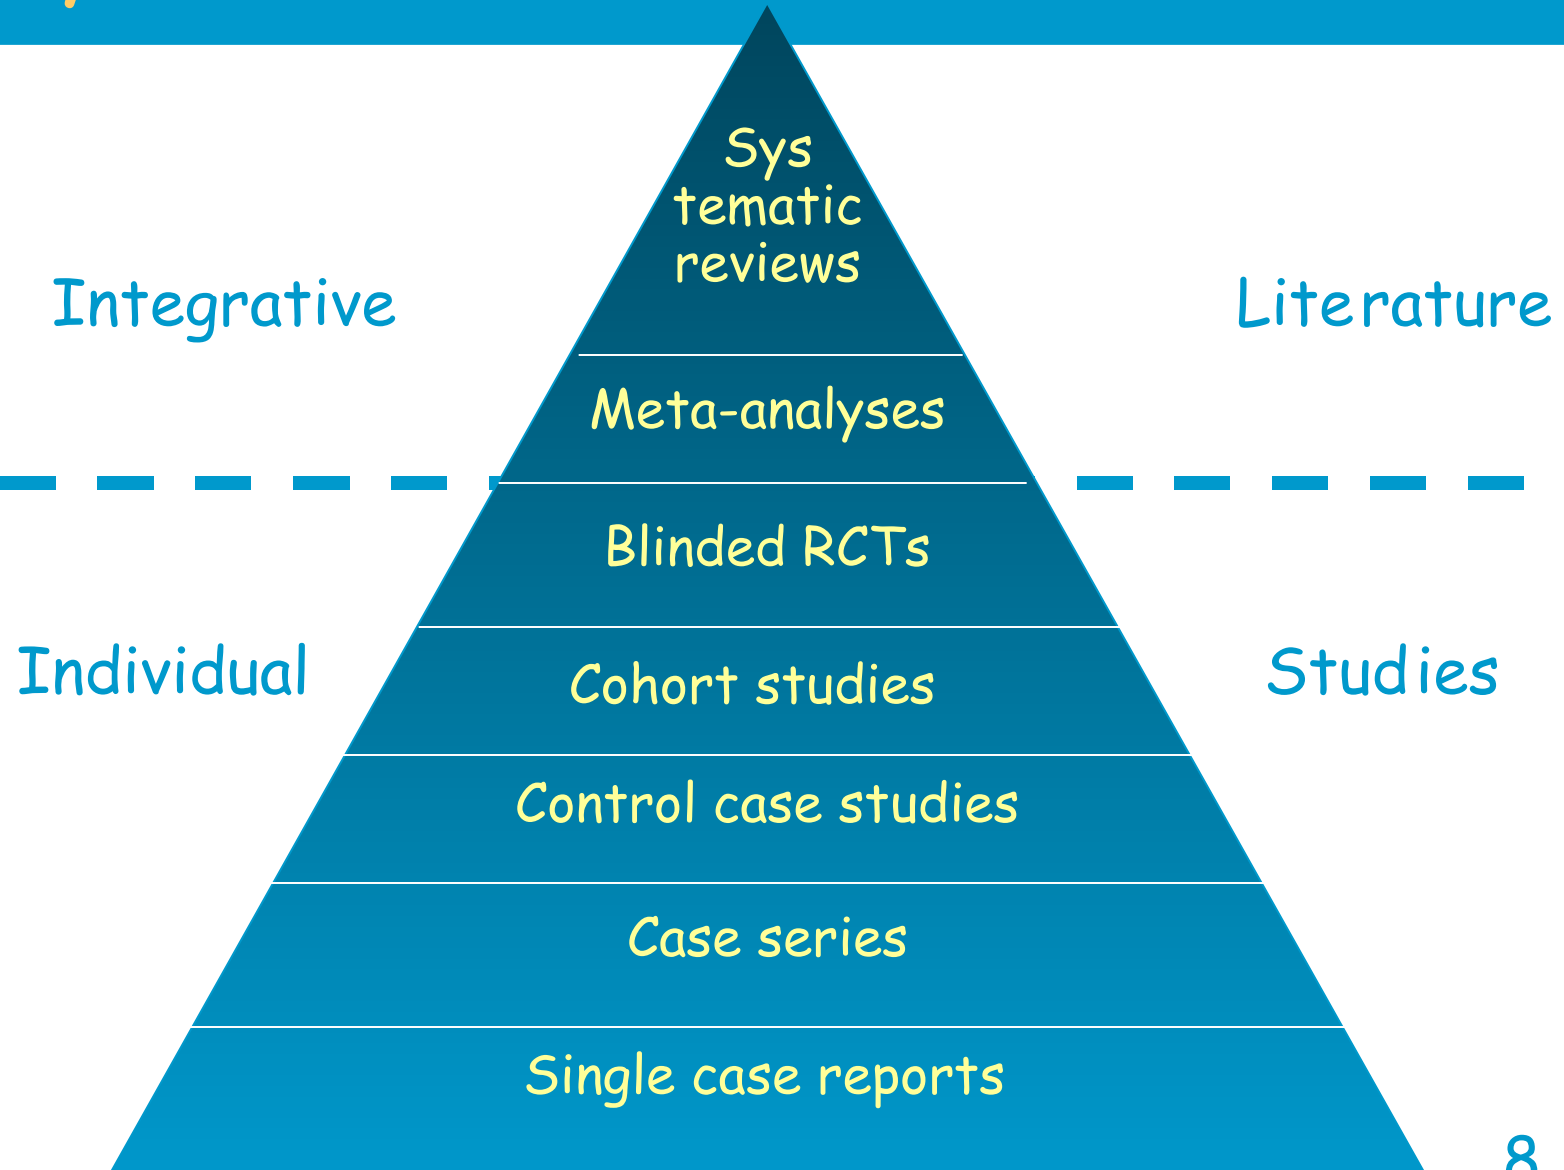 Sys
tematic
reviews
Integrative
Literature
Meta-analyses
Blinded RCTs
Individual
Cohort studies
Studies
Control case studies
Case series
Single case reports
8